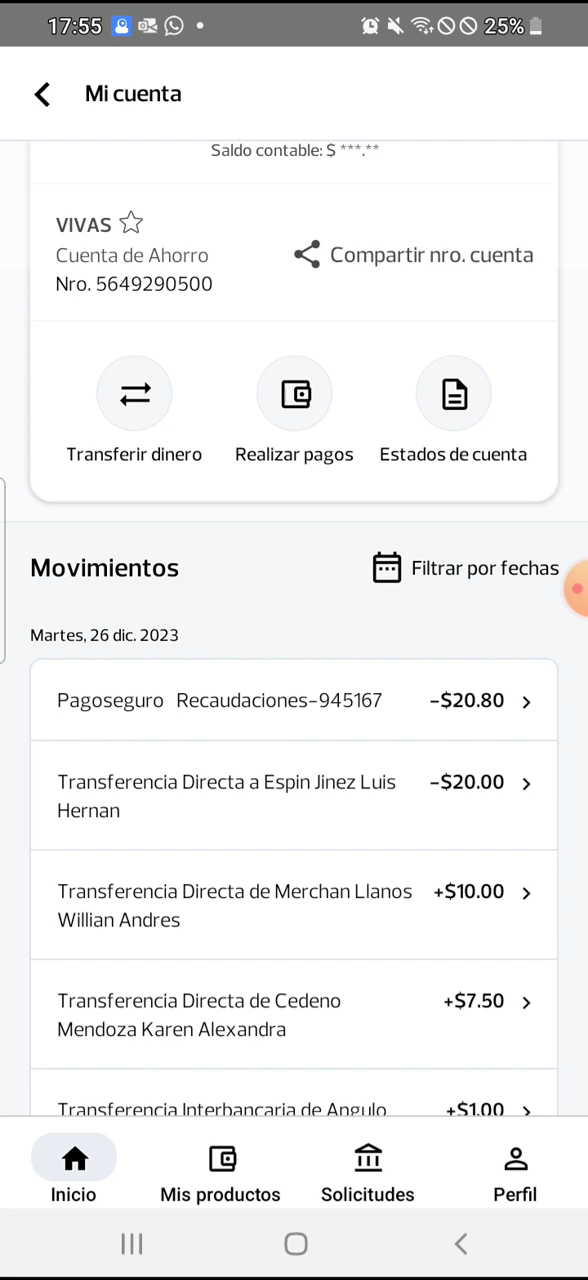 17:55
25%
Mi cuenta
Saldo contable: $ ***.**
VIVAS
Cuenta de Ahorro
Compartir nro. cuenta
Nro. 5649290500
Transferir dinero
Realizar pagos
Estados de cuenta
Movimientos
Filtrar por fechas
Martes, 26 dic. 2023
Pagoseguro Recaudaciones-945167
-$20.80
Transferencia Directa a Espin Jinez Luis
-$20.00
Hernan
Transferencia Directa de Merchan Llanos
+$10.00
Willian Andres
Transferencia Directa de Cedeno
+$7.50
Mendoza Karen Alexandra
Transferencia Interbancaria de Angulo
+$1.00
Inicio
Mis productos
Solicitudes
Perfil